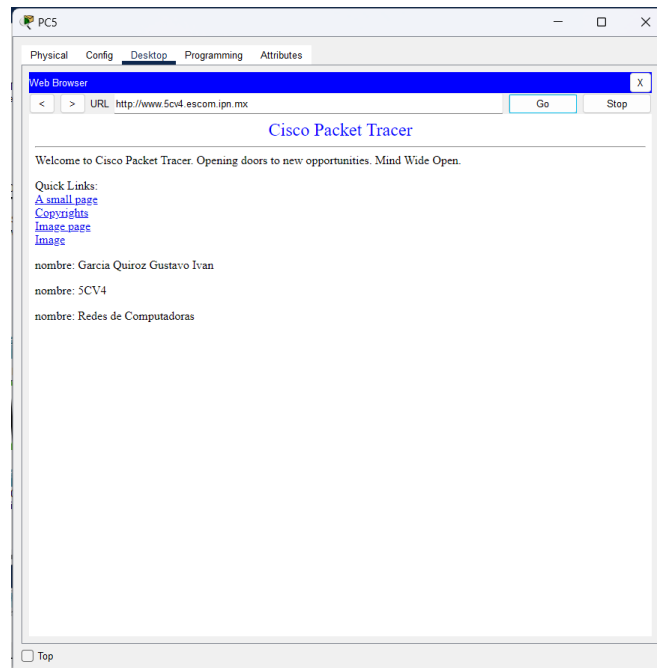 PC5
Physical Config Desktop Programming Attributes
Web Browser
X
< > URL http://www.5cv4.escom.ipn.mx Go Stop
Cisco Packet Tracer
Welcome to Cisco Packet Tracer. Opening doors to new opportunities. Mind Wide Open.
Quick Links:
A small page
Copyrights
Image page
Image
nombre: Garcia Quiroz Gustavo Ivan
nombre: 5CV4
nombre: Redes de Computadoras
Top